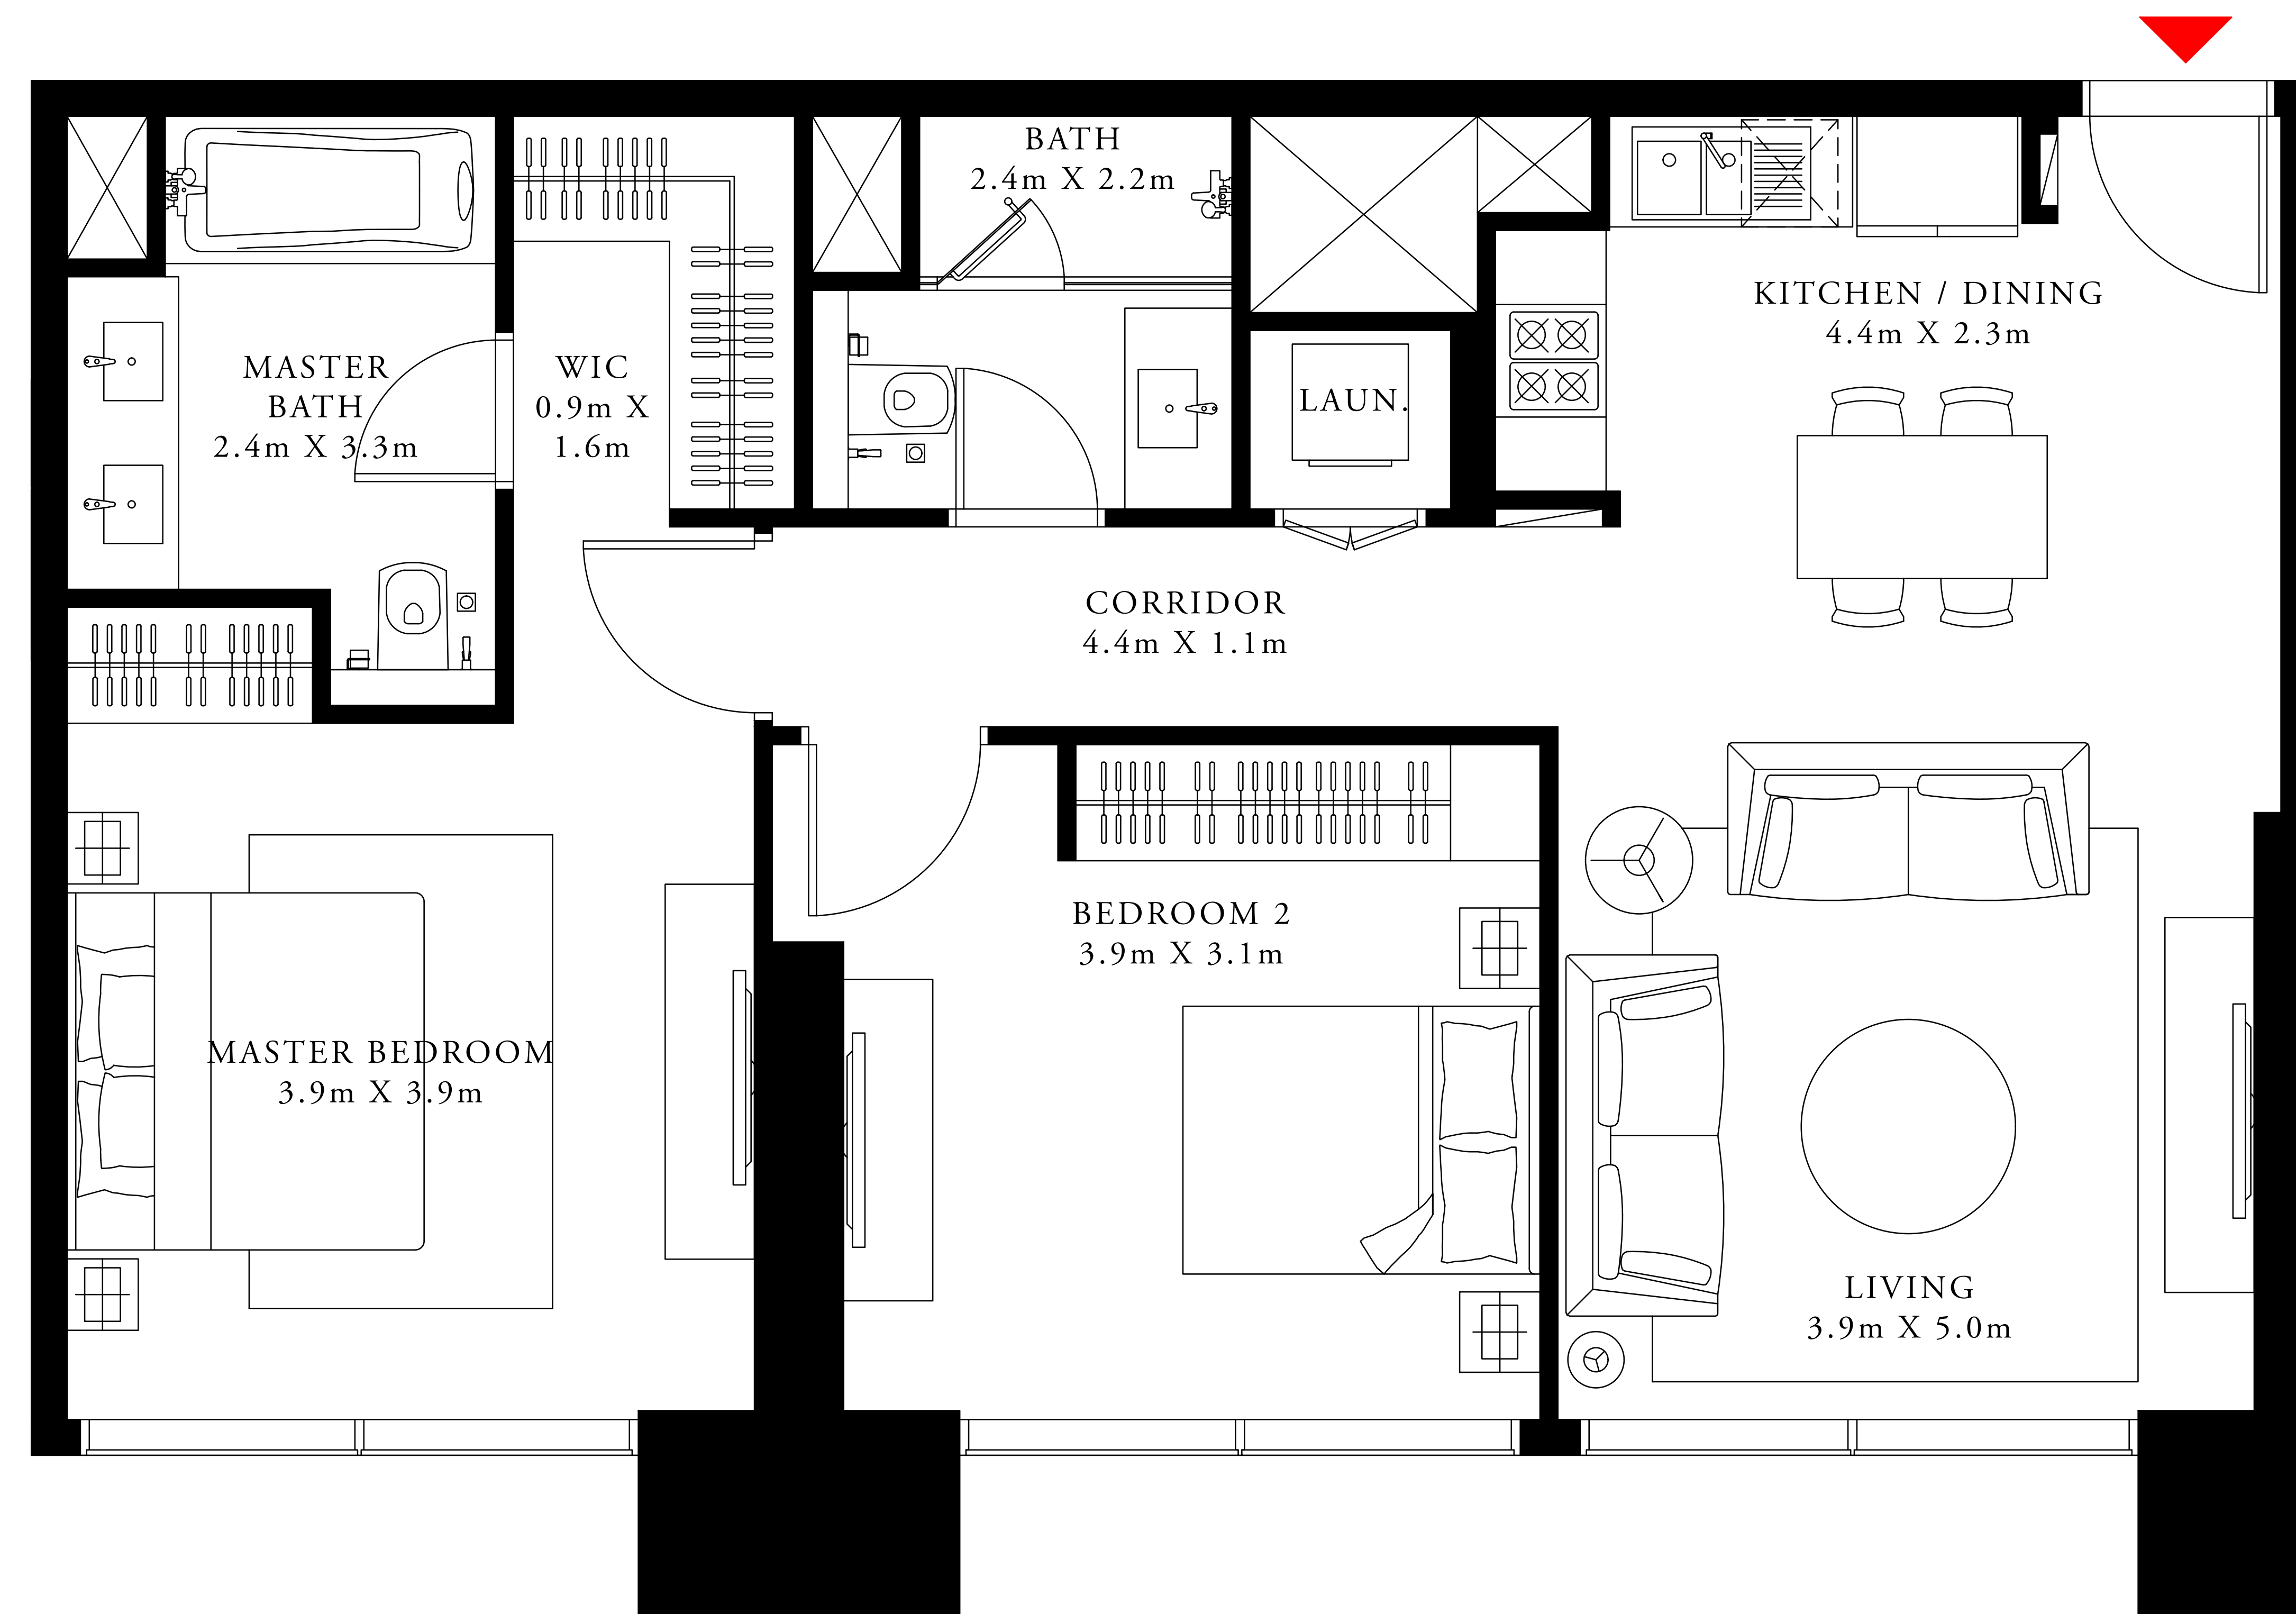 BATH
2.4m X 2.2m
KITCHEN / DINING
4.4m X 2.3m
MASTER
BATH
2.4m X 3.3m
WIC
0.9m X
1.6m
LAUN.
CORRIDOR
4.4m X 1.1m
BEDROOM 2
3.9m X 3.1m
MASTER BEDROOM
3.9m X 3.9m
LIVING
3.9m X 5.0m